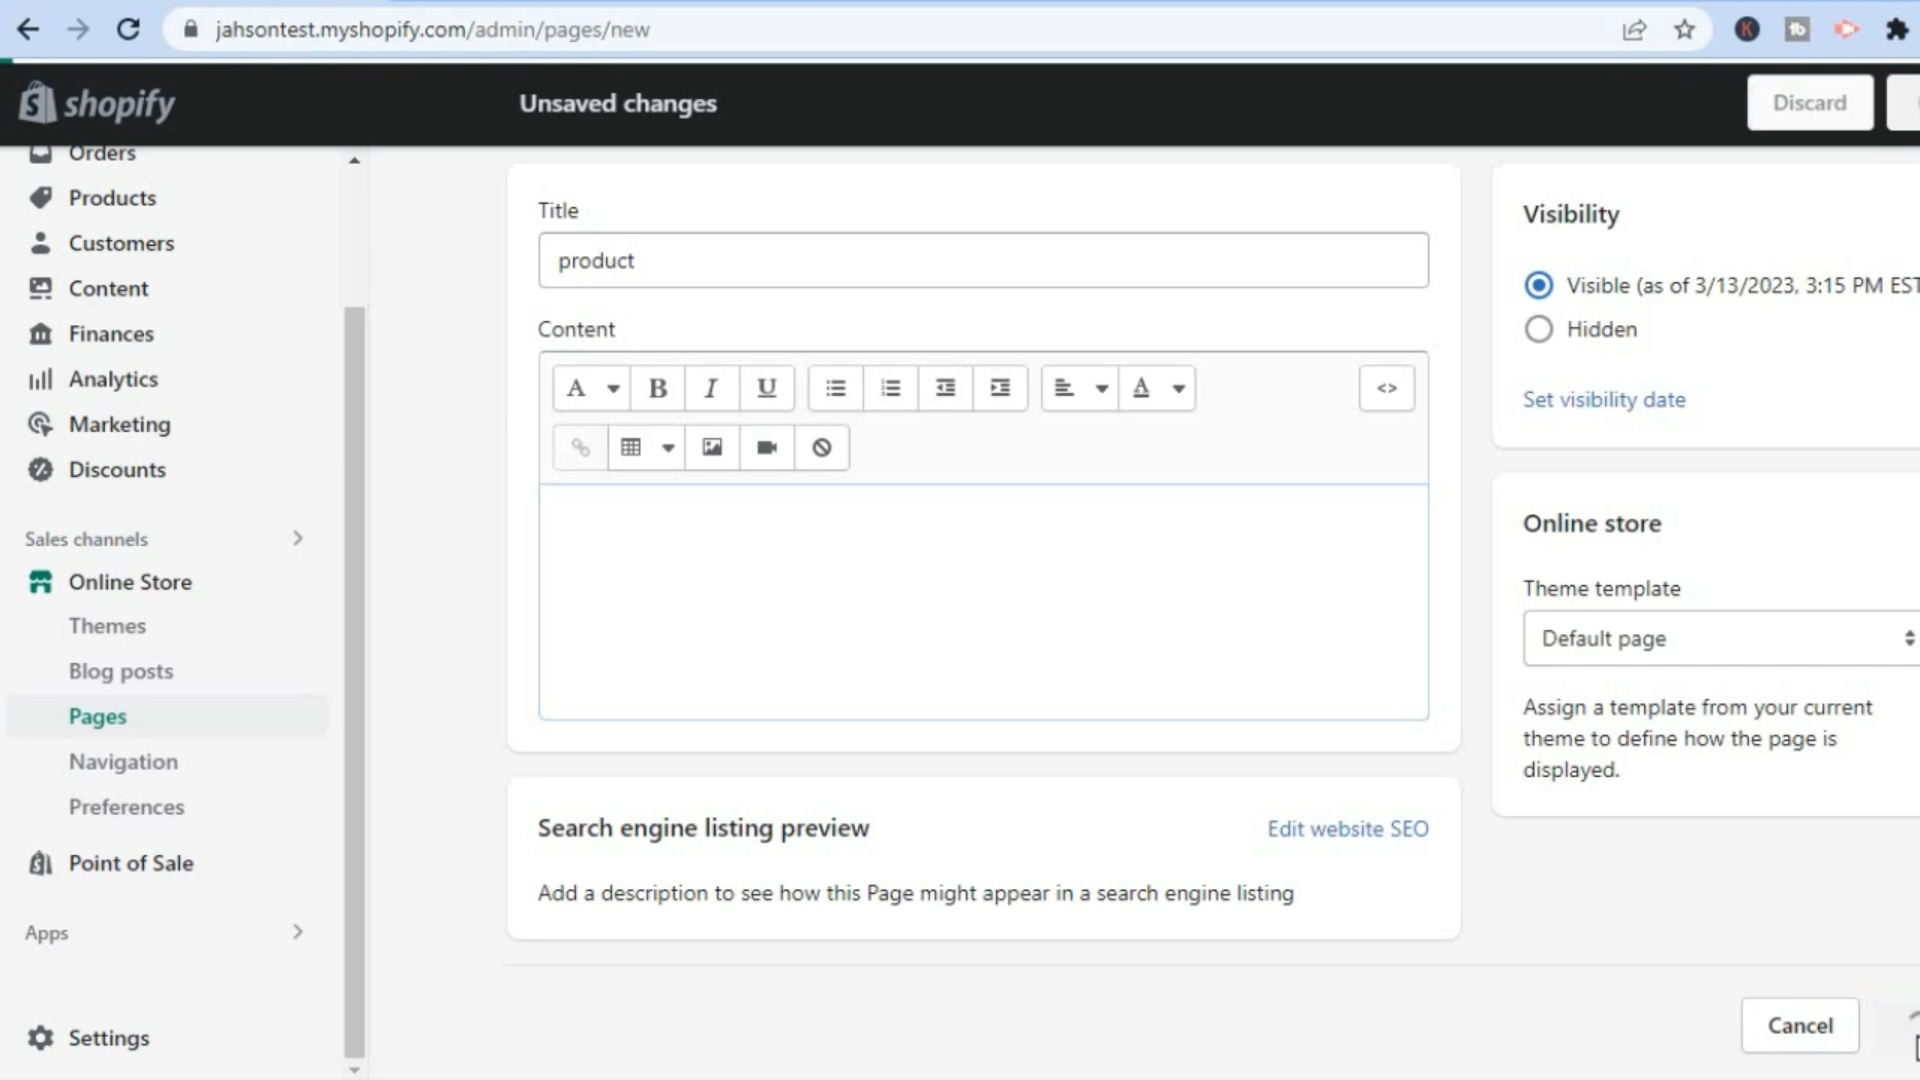 jahsontest.myshopify.com/admin/pages/new
shopify
Unsaved changes
Discard
Orders
Products
Customers
Content
Finances
Analytics
Marketing
Discounts
Sales channels
Online Store
Themes
Blog posts
Pages
Navigation
Preferences
Point of Sale
Apps
Settings
Title
product
Content
A
B
I
U
A
<>
Search engine listing preview
Edit website SEO
Add a description to see how this Page might appear in a search engine listing
Visibility
Visible (as of 3/13/2023, 3:15 PM EST
Hidden
Set visibility date
Online store
Theme template
Default page
Assign a template from your current
theme to define how the page is
displayed.
Cancel